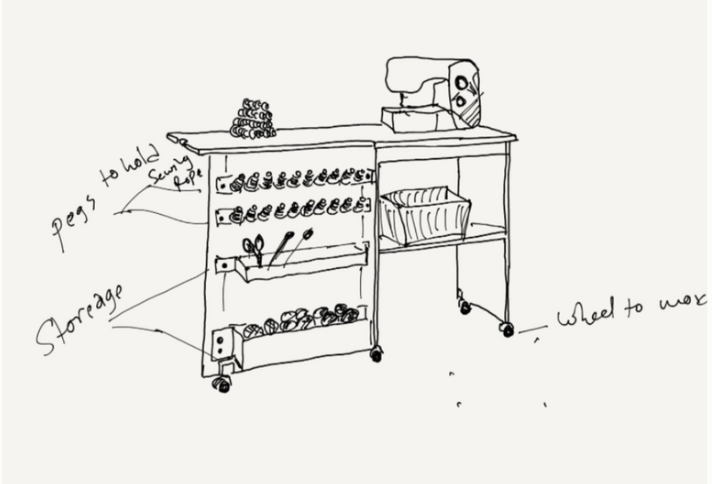 pegs to hold
Sewing
Rope
Storeage
wheel to mov